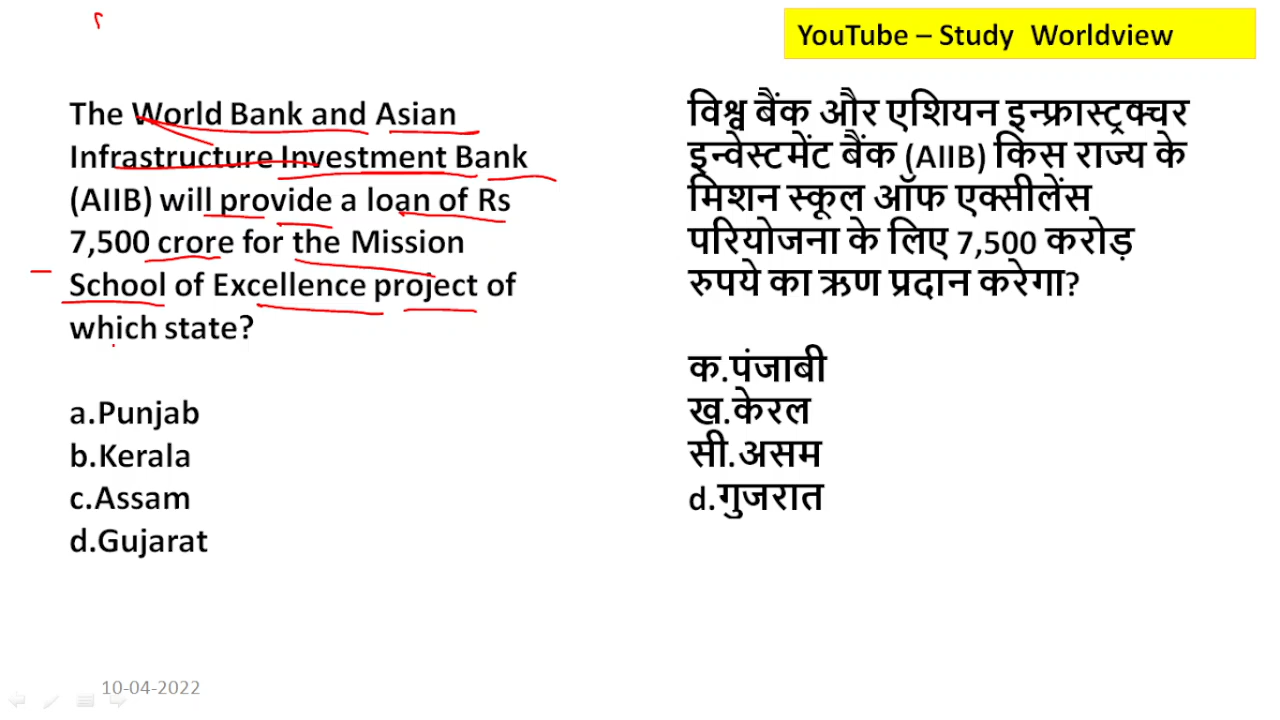 YouTube – Study Worldview
The World Bank and Asian
Infrastructure Investment Bank
(AIIB) will provide a loan of Rs
7,500 crore for the Mission
School of Excellence project of
which state?
a.Punjab
b.Kerala
c.Assam
d.Gujarat
विश्व बैंक और एशियन इन्फ्रास्ट्रक्चर
इन्वेस्टमेंट बैंक (AIIB) किस राज्य के
मिशन स्कूल ऑफ एक्सीलेंस
परियोजना के लिए 7,500 करोड़
रुपये का ऋण प्रदान करेगा?
क.पंजाबी
ख.केरल
सी.असम
d.गुजरात
10-04-2022